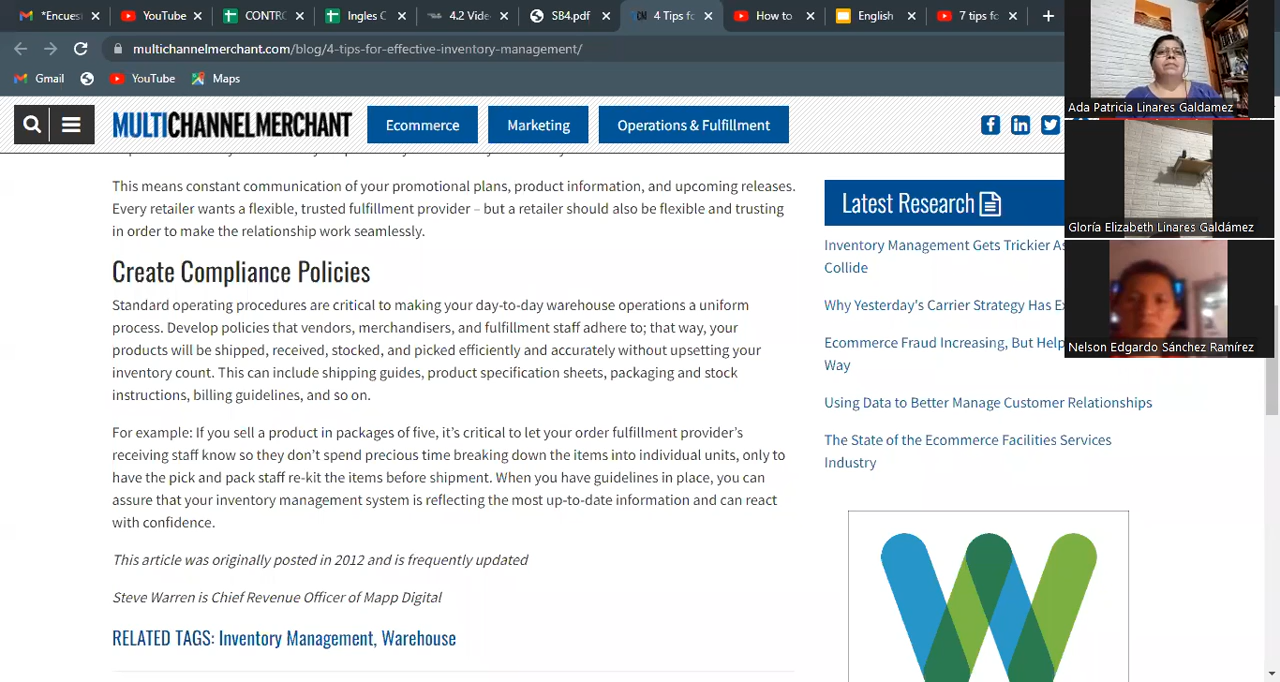 *Encues
YouTube
CONTRO
Ingles C
4.2 Vide
SB4.pdf
4 Tips fo
How to
English
7 tips fo
multichannelmerchant.com/blog/4-tips-for-effective-inventory-management/
Gmail
YouTube
Maps
MULTICHANNELMERCHANT
Ecommerce
Marketing
Operations & Fulfillment
This means constant communication of your promotional plans, product information, and upcoming releases.
Every retailer wants a flexible, trusted fulfillment provider – but a retailer should also be flexible and trusting
in order to make the relationship work seamlessly.
Create Compliance Policies
Standard operating procedures are critical to making your day-to-day warehouse operations a uniform
process. Develop policies that vendors, merchandisers, and fulfillment staff adhere to; that way, your
products will be shipped, received, stocked, and picked efficiently and accurately without upsetting your
inventory count. This can include shipping guides, product specification sheets, packaging and stock
instructions, billing guidelines, and so on.
For example: If you sell a product in packages of five, it's critical to let your order fulfillment provider's
receiving staff know so they don't spend precious time breaking down the items into individual units, only to
have the pick and pack staff re-kit the items before shipment. When you have guidelines in place, you can
assure that your inventory management system is reflecting the most up-to-date information and can react
with confidence.
This article was originally posted in 2012 and is frequently updated
Steve Warren is Chief Revenue Officer of Mapp Digital
RELATED TAGS: Inventory Management, Warehouse
Latest Research
Inventory Management Gets Trickier As
Collide
Why Yesterday's Carrier Strategy Has Ex
Ecommerce Fraud Increasing, But Help
Way
Using Data to Better Manage Customer Relationships
The State of the Ecommerce Facilities Services
Industry
Ada Patricia Linares Galdamez
Gloría Elizabeth Linares Galdámez
Nelson Edgardo Sánchez Ramírez